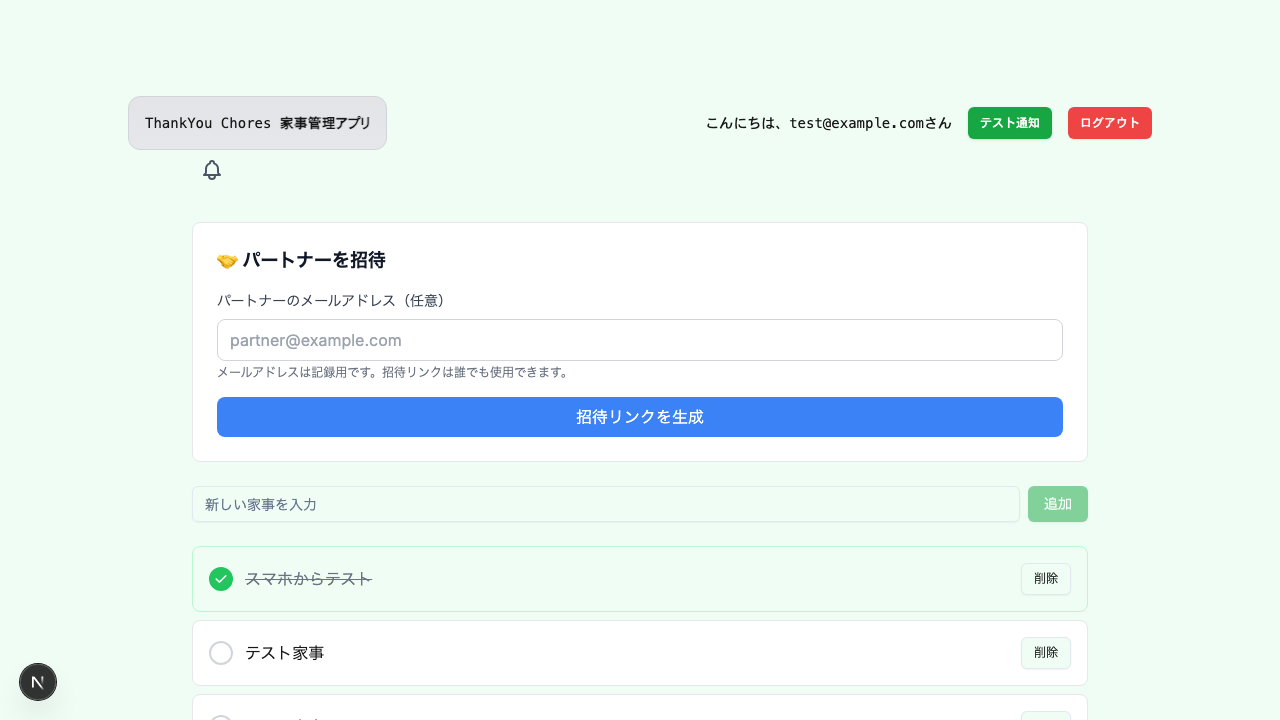 ThankYou Chores 家事管理アプリ
こんにちは、test@example.comさん
テスト通知
ログアウト
🤝 パートナーを招待
パートナーのメールアドレス（任意）
partner@example.com
メールアドレスは記録用です。招待リンクは誰でも使用できます。
招待リンクを生成
新しい家事を入力
追加
スマホからテスト
削除
テスト家事
削除
N